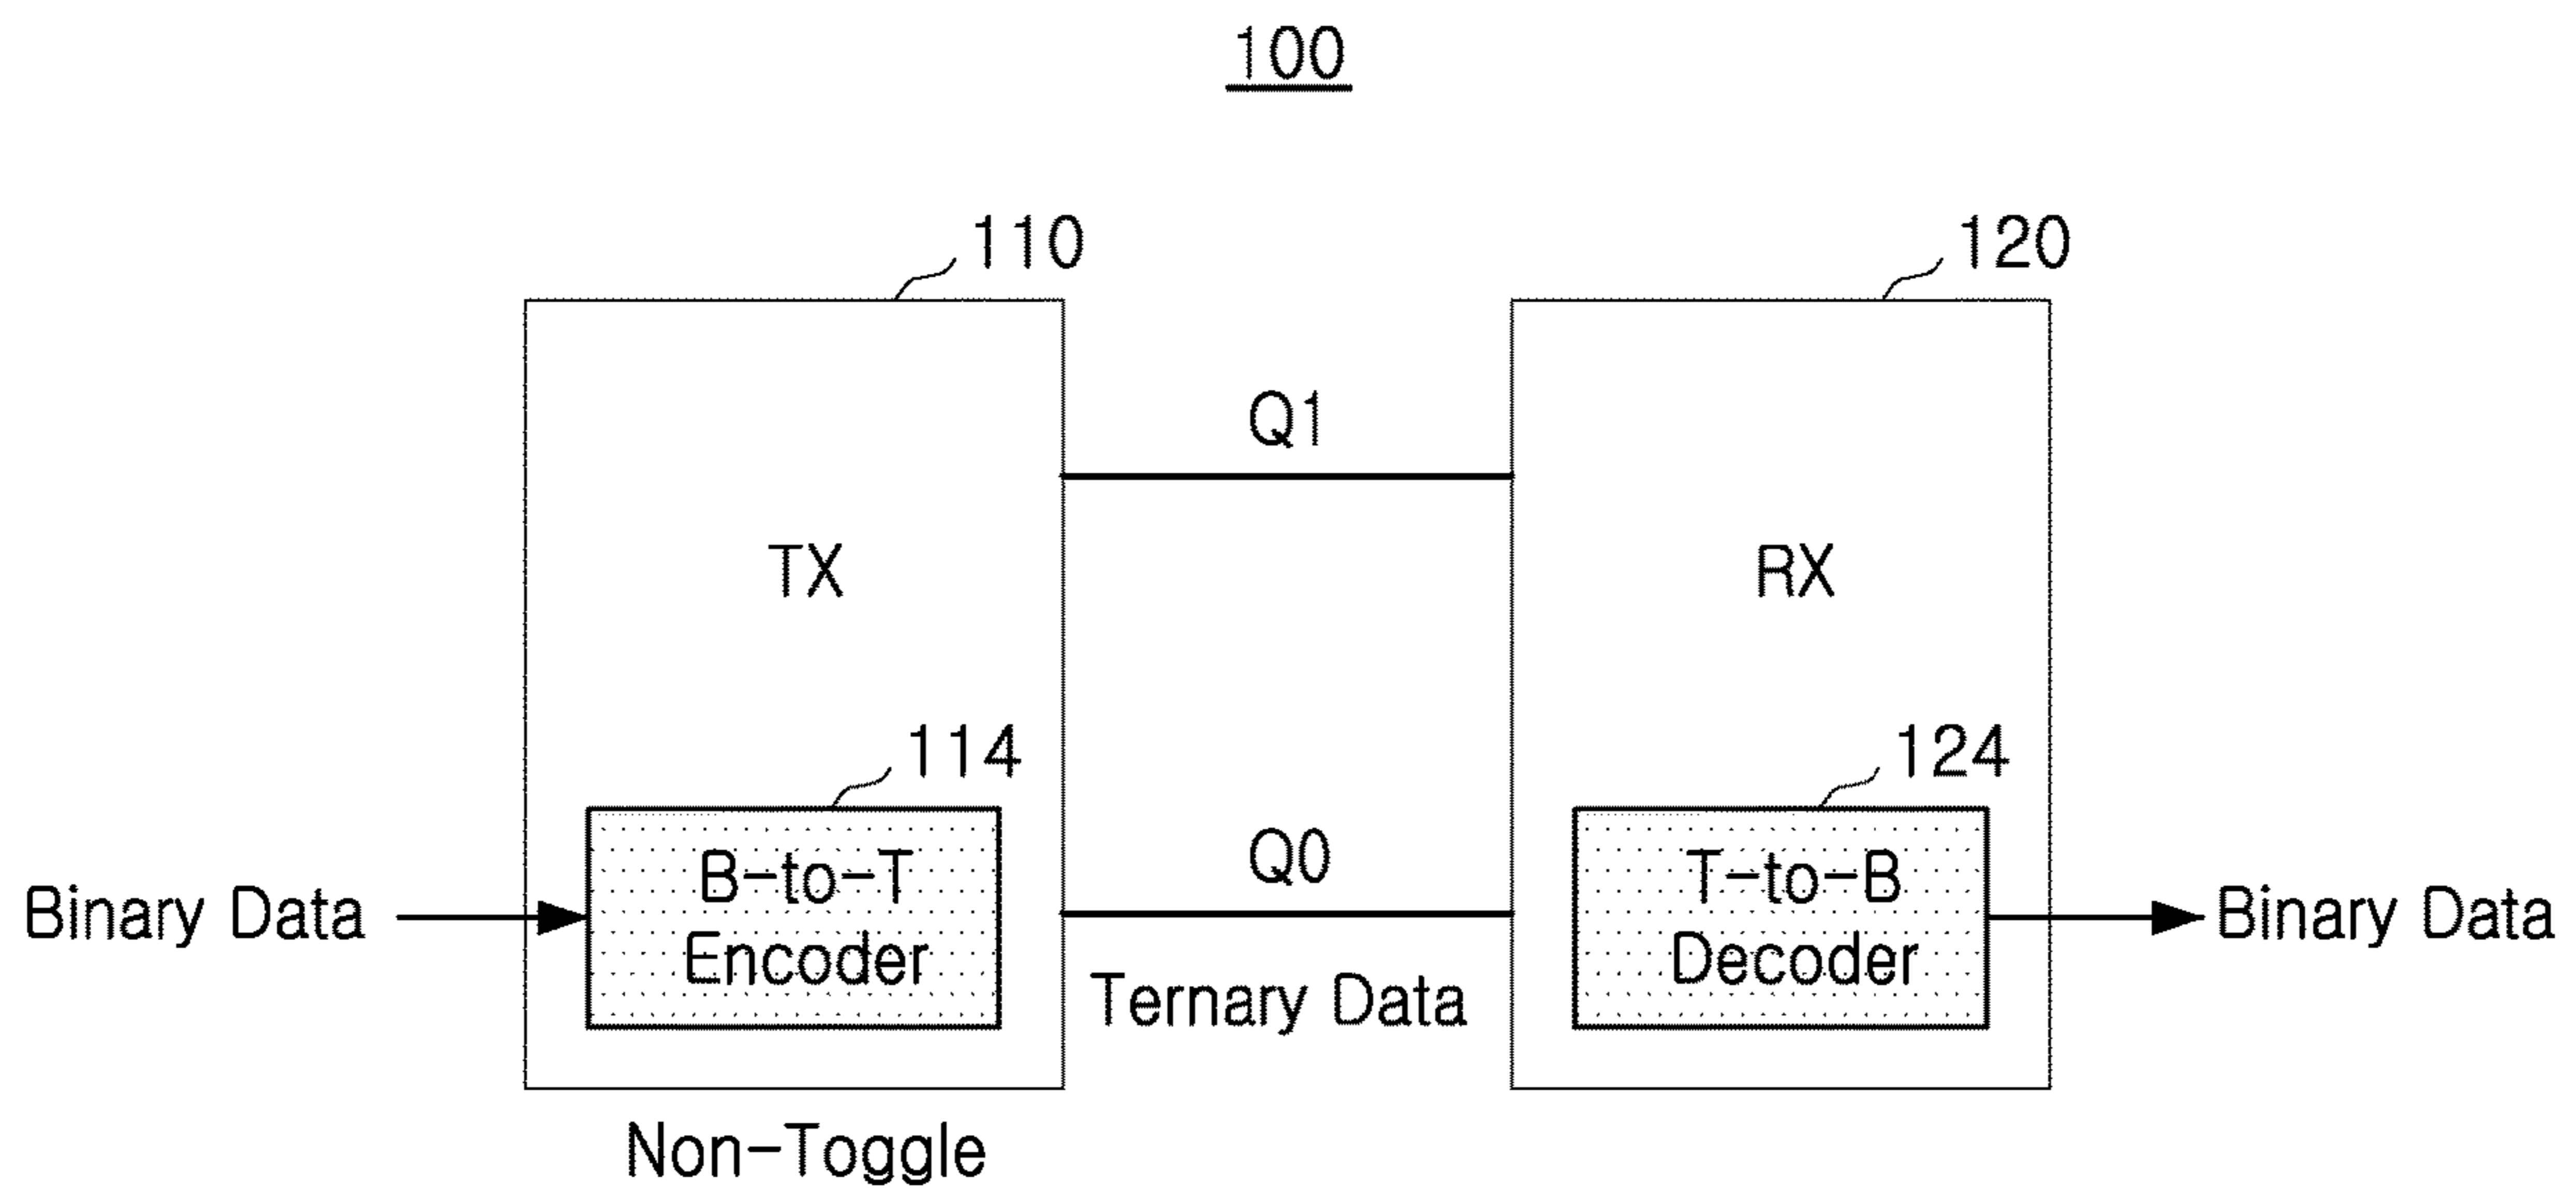 100
110
120
Q1
TX
RX
114
124
Q0
B-to-T
Encoder
T-to-B
Decoder
Binary Data
Binary Data
Ternary Data
Non-Toggle